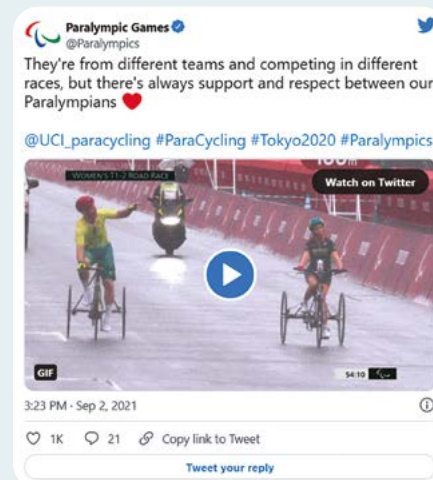 Paralympic Games
@Paralympics
They're from different teams and competing in different
races, but there's always support and respect between our
Paralympians ❤️
@UCI_paracycling #ParaCycling #Tokyo2020 #Paralympics
WOMEN'S T1-2 ROAD RACE
Watch on Twitter
GIF
54:10
3:23 PM · Sep 2, 2021
1K 21 Copy link to Tweet
Tweet your reply